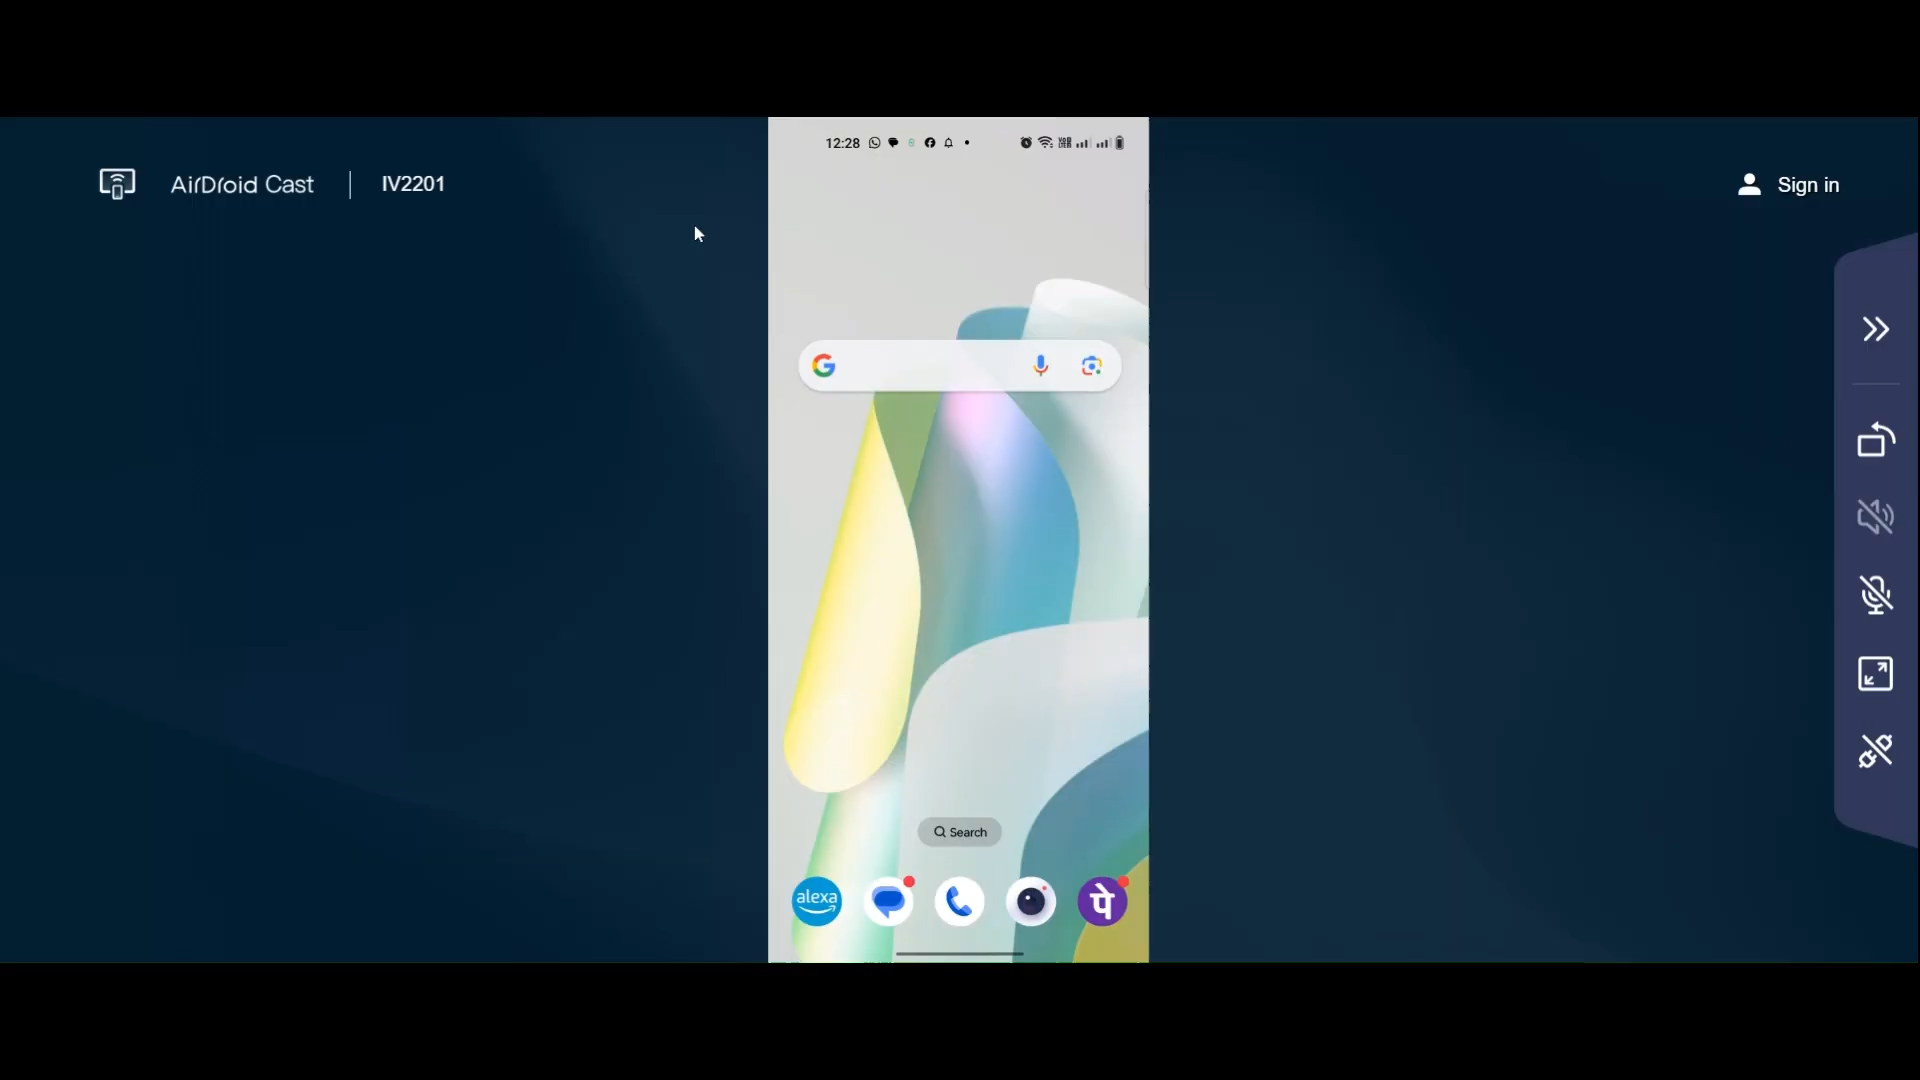 12:28
AirDroid Cast | IV2201
Sign in
Search
alexa
पे